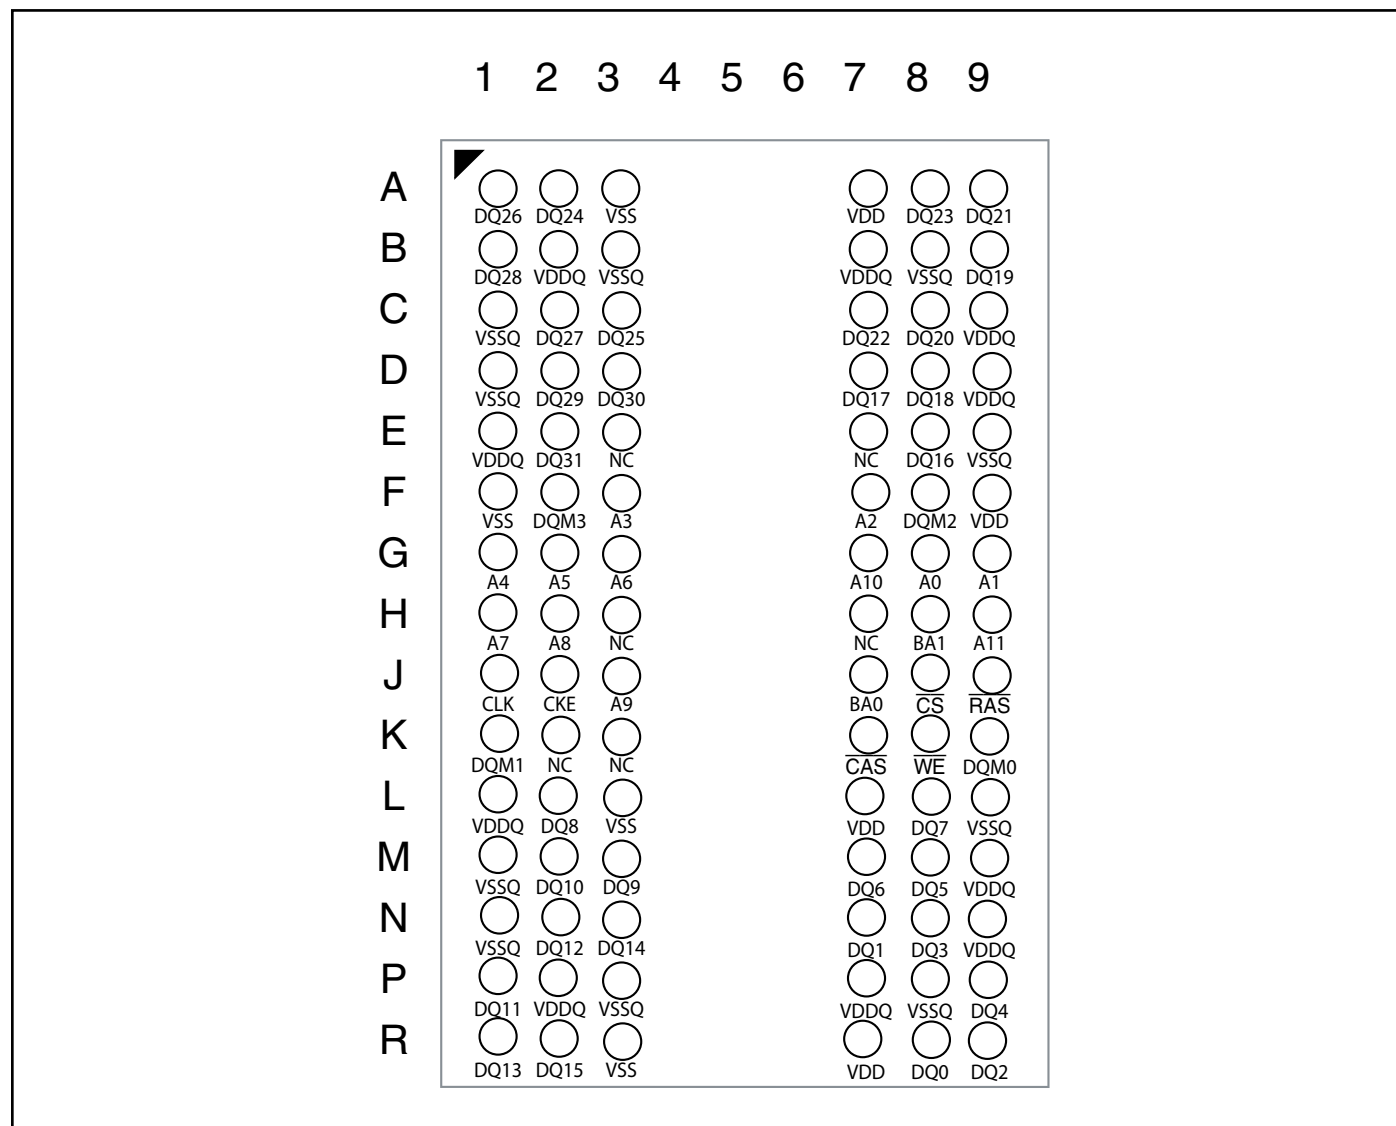 1 2 3 4 5 6 7 8 9
A
DQ26 DQ24 VSS VDD DQ23 DQ21
B
DQ28 VDDQ VSSQ VDDQ VSSQ DQ19
C
VSSQ DQ27 DQ25 DQ22 DQ20 VDDQ
D
VSSQ DQ29 DQ30 DQ17 DQ18 VDDQ
E
VDDQ DQ31 NC NC DQ16 VSSQ
F
VSS DQM3 A3 A2 DQM2 VDD
G
A4 A5 A6 A10 A0 A1
H
A7 A8 NC NC BA1 A11
J
CLK CKE A9 BA0 C̅S̅ R̅A̅S̅
K
DQM1 NC NC C̅A̅S̅ W̅E̅ DQM0
L
VDDQ DQ8 VSS VDD DQ7 VSSQ
M
VSSQ DQ10 DQ9 DQ6 DQ5 VDDQ
N
VSSQ DQ12 DQ14 DQ1 DQ3 VDDQ
P
DQ11 VDDQ VSSQ VDDQ VSSQ DQ4
R
DQ13 DQ15 VSS VDD DQ0 DQ2